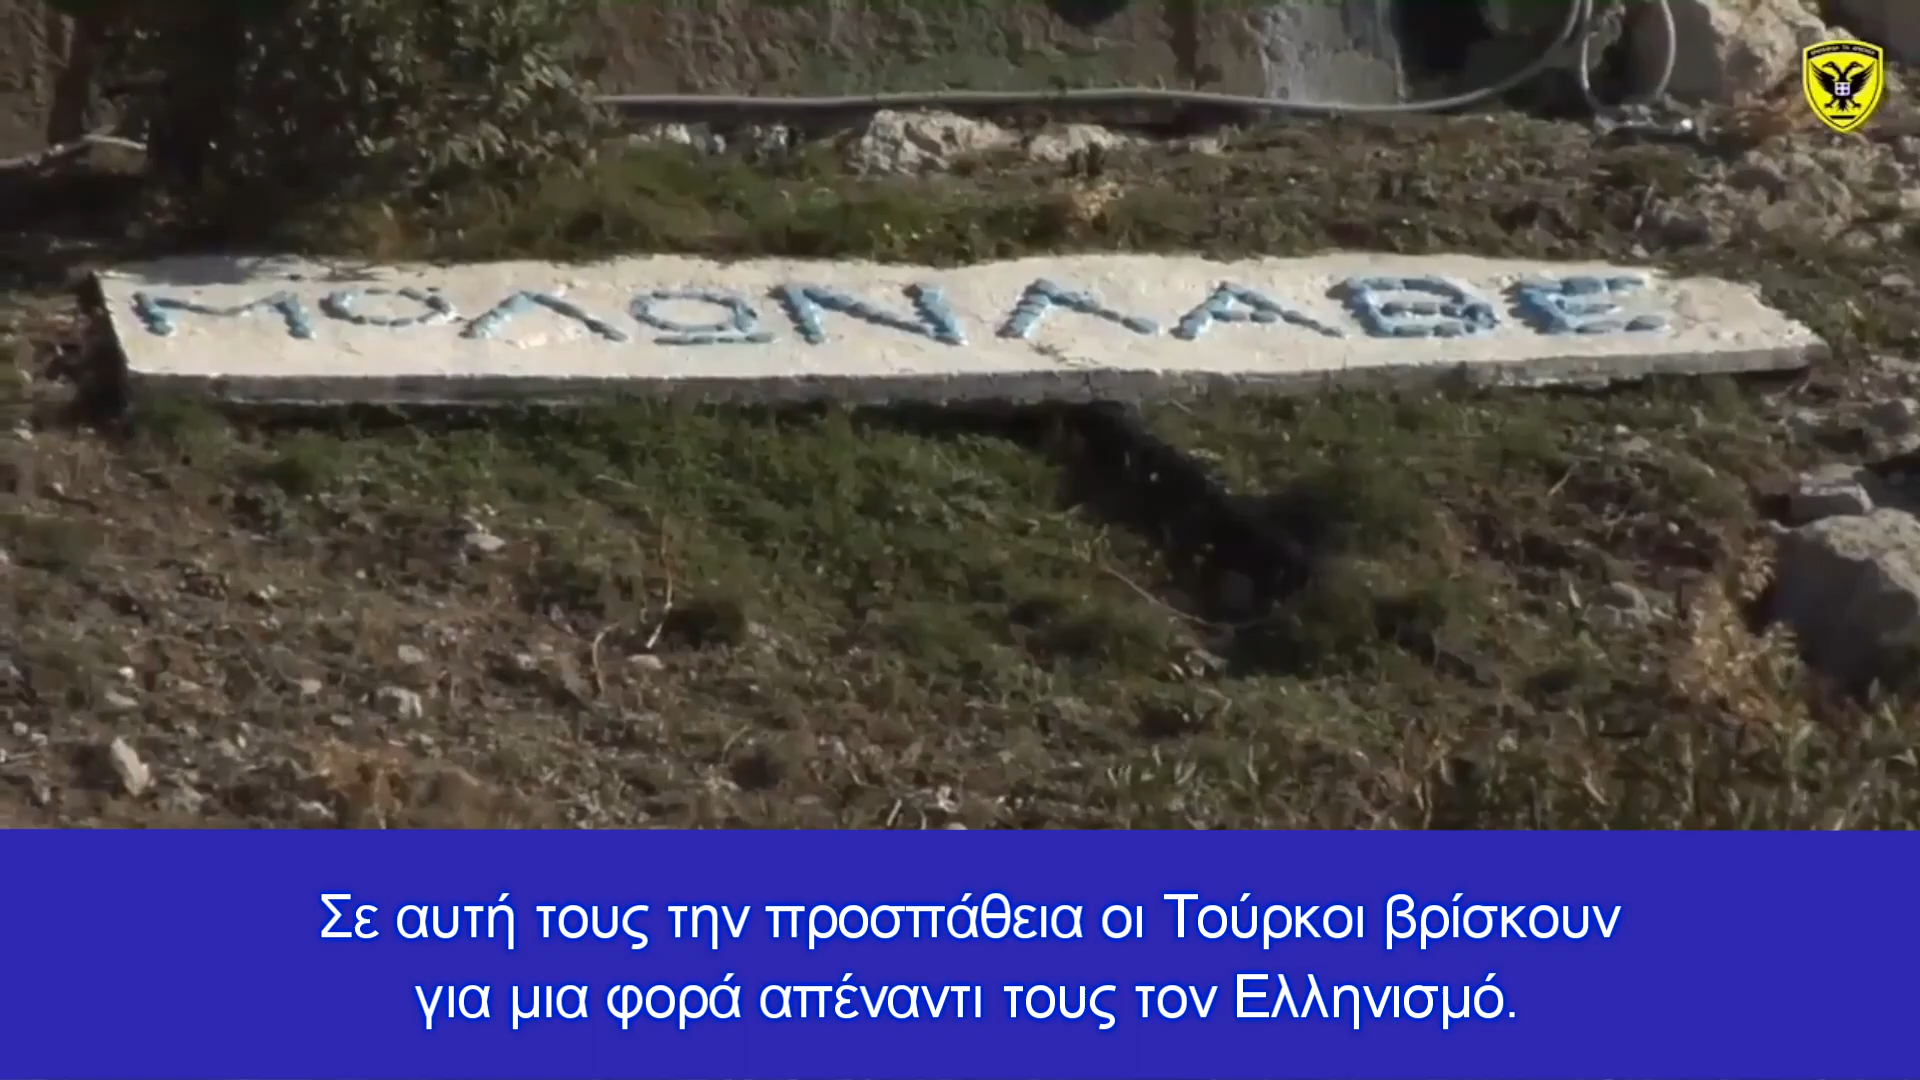 ΜΟΛΩΝ ΛΑΒΕ
Σε αυτή τους την προσπάθεια οι Τούρκοι βρίσκουν
για μια φορά απέναντι τους τον Ελληνισμό.